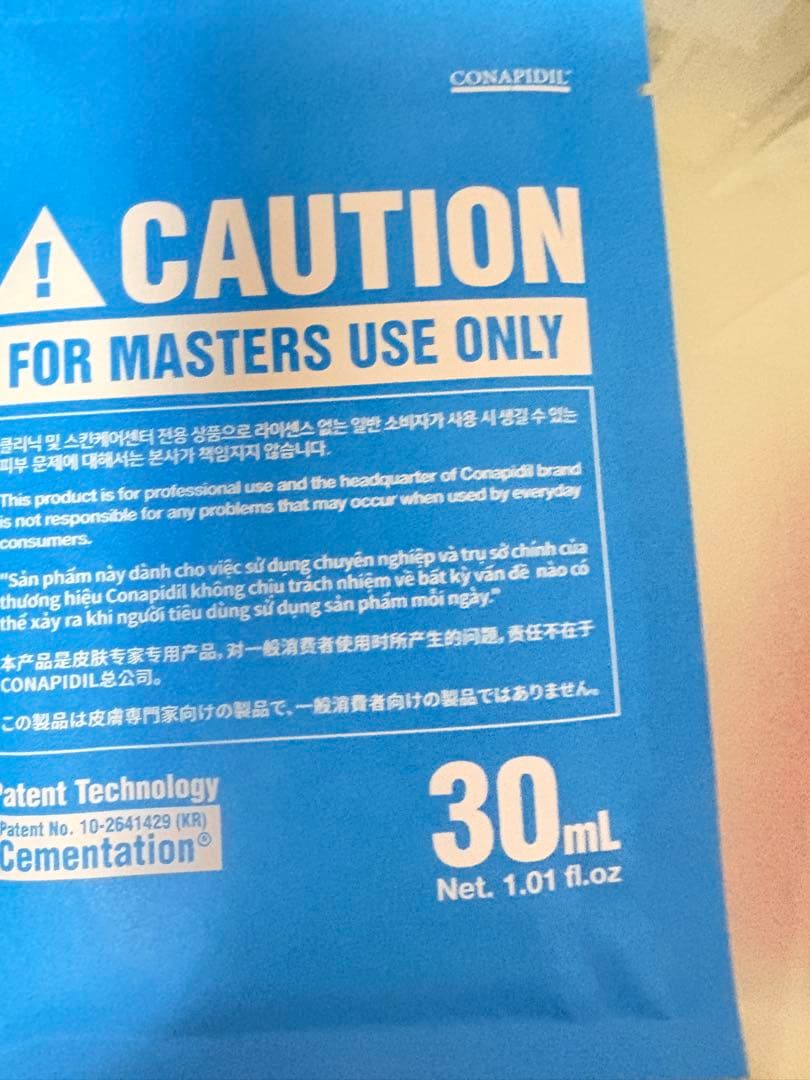 CONAPIDIL™
! CAUTION
FOR MASTERS USE ONLY
클리닉 및 스킨케어센터 전용 상품으로 라이센스 없는 일반 소비자가 사용 시 생길 수 있는
피부 문제에 대해서는 본사가 책임지지 않습니다.
This product is for professional use and the headquarter of Conapidil brand
is not responsible for any problems that may occur when used by everyday
consumers.
"Sản phẩm này dành cho việc sử dụng chuyên nghiệp và trụ sở chính của
thương hiệu Conapidil không chịu trách nhiệm về bất kỳ vấn đề nào có
thể xảy ra khi người tiêu dùng sử dụng sản phẩm mỗi ngày."
本产品是皮肤专家专用产品，对一般消费者使用时所产生的问题，责任不在于
CONAPIDIL总公司。
この製品は皮膚専門家向けの製品で、一般消費者向けの製品ではありません。
Patent Technology
Patent No. 10-2641429 (KR)
Cementation®
30mL
Net. 1.01 fl.oz